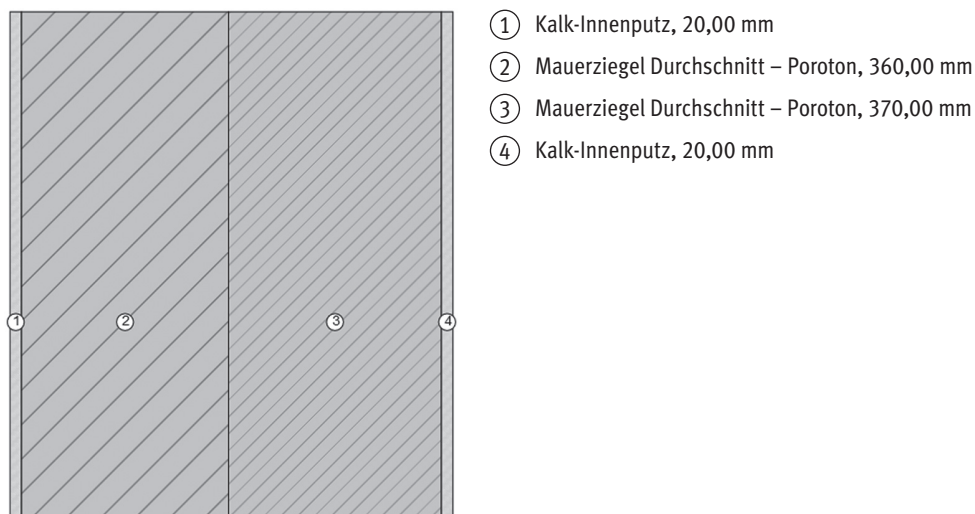 ① Kalk-Innenputz, 20,00 mm
② Mauerziegel Durchschnitt – Poroton, 360,00 mm
③ Mauerziegel Durchschnitt – Poroton, 370,00 mm
④ Kalk-Innenputz, 20,00 mm
① ② ③ ④